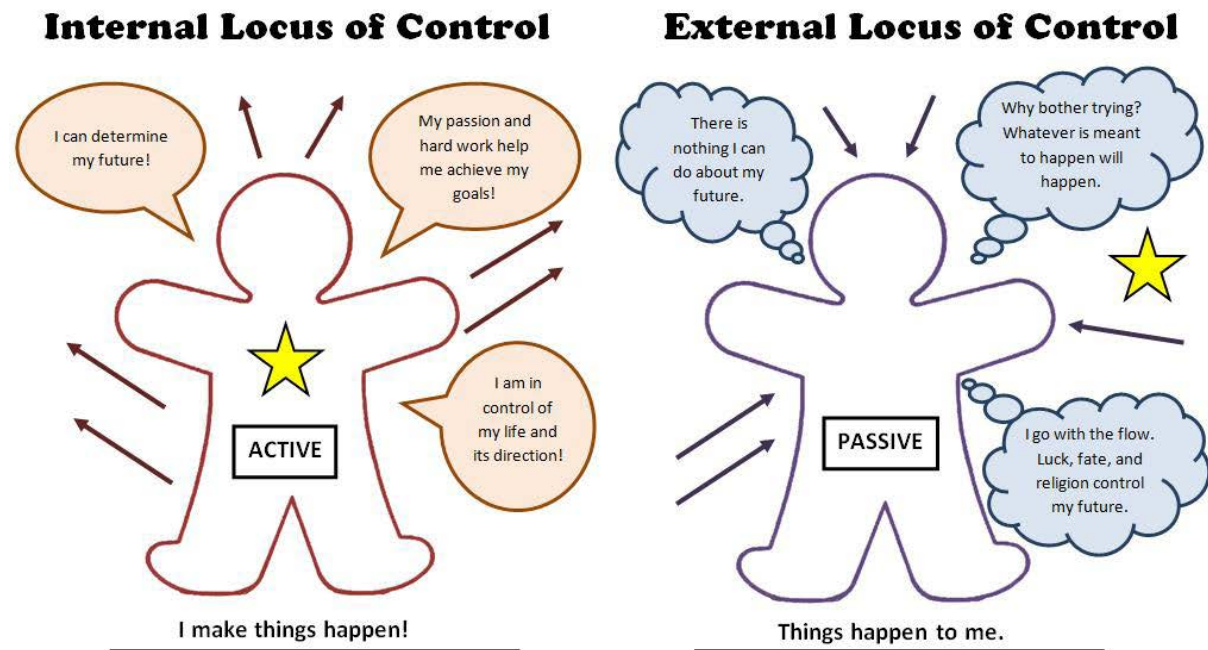 Internal Locus of Control
I can determine
my future!
My passion and
hard work help
me achieve my
goals!
I am in
control of
my life and
its direction!
ACTIVE
I make things happen!
External Locus of Control
There is
nothing I can
do about my
future.
Why bother trying?
Whatever is meant
to happen will
happen.
I go with the flow.
Luck, fate, and
religion control
my future.
PASSIVE
Things happen to me.